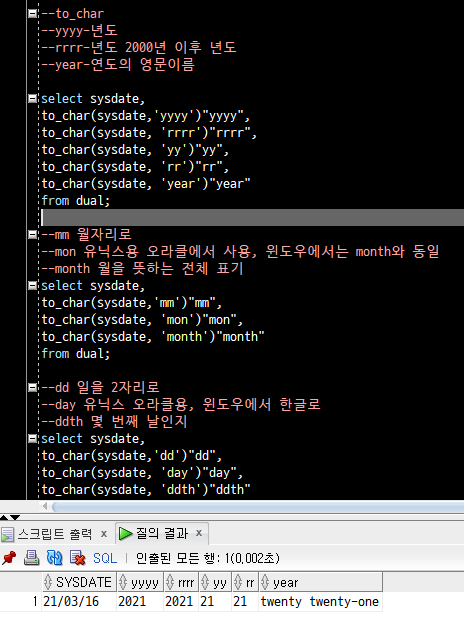 --to_char
--yyyy-년도
--rrrr-년도 2000년 이후 년도
--year-연도의 영문이름
select sysdate,
to_char(sysdate,'yyyy')"yyyy",
to_char(sysdate, 'rrrr')"rrrr",
to_char(sysdate, 'yy')"yy",
to_char(sysdate, 'rr')"rr",
to_char(sysdate, 'year')"year"
from dual;
--mm 월자리로
--mon 유닉스용 오라클에서 사용, 윈도우에서는 month와 동일
--month 월을 뜻하는 전체 표기
select sysdate,
to_char(sysdate,'mm')"mm",
to_char(sysdate, 'mon')"mon",
to_char(sysdate, 'month')"month"
from dual;
--dd 일을 2자리로
--day 유닉스 오라클용, 윈도우에서 한글로
--ddth 몇 번째 날인지
select sysdate,
to_char(sysdate,'dd')"dd",
to_char(sysdate, 'day')"day",
to_char(sysdate, 'ddth')"ddth"
스크립트 출력 x 질의 결과 x
SQL | 인출된 모든 행: 1(0,002초)
SYSDATE yyyy rrrr yy rr year
1 21/03/16 2021 2021 21 21 twenty twenty-one